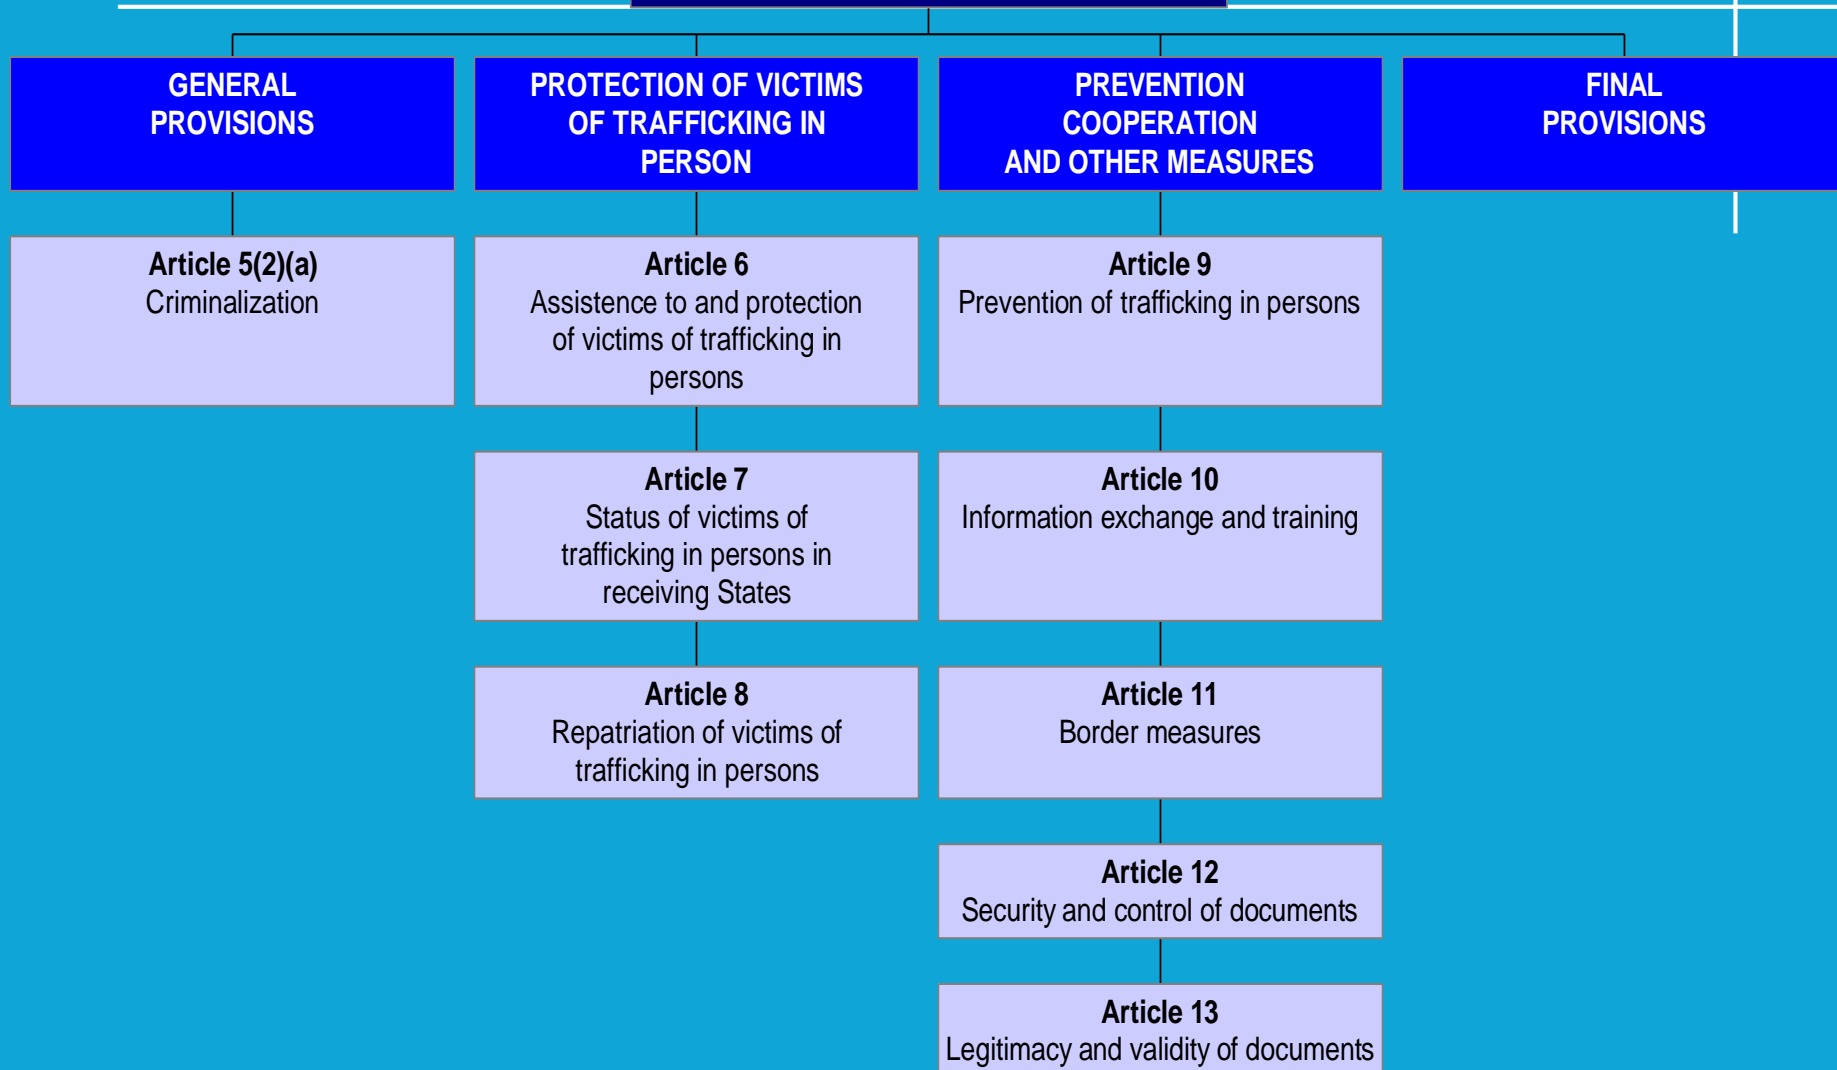 GENERAL
PROVISIONS
PROTECTION OF VICTIMS
OF TRAFFICKING IN
PERSON
PREVENTION
COOPERATION
AND OTHER MEASURES
FINAL
PROVISIONS
Article 5(2)(a)
Criminalization
Article 6
Assistence to and protection
of victims of trafficking in
persons
Article 9
Prevention of trafficking in persons
Article 7
Status of victims of
trafficking in persons in
receiving States
Article 10
Information exchange and training
Article 8
Repatriation of victims of
trafficking in persons
Article 11
Border measures
Article 12
Security and control of documents
Article 13
Legitimacy and validity of documents